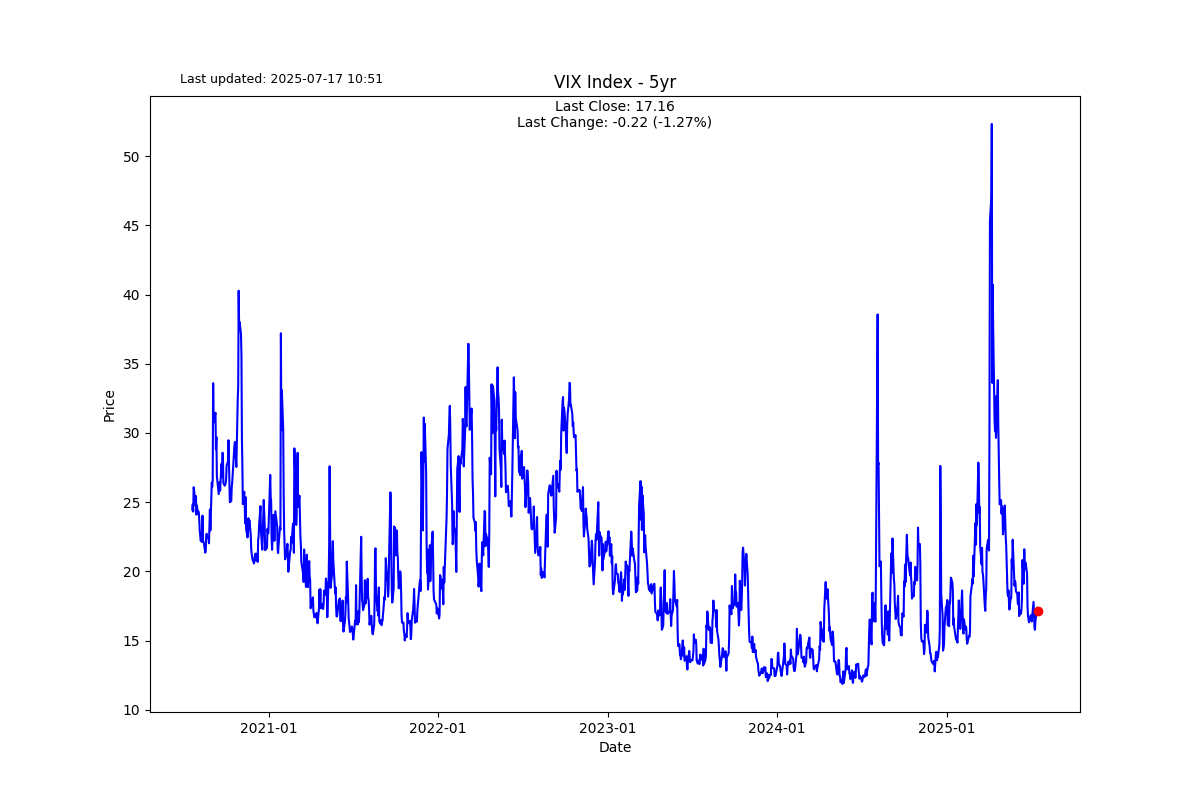 Last updated: 2025-07-17 10:51
VIX Index - 5yr
Last Close: 17.16
Last Change: -0.22 (-1.27%)
50
45
40
35
30
25
20
15
10
Price
2021-01
2022-01
2023-01
2024-01
2025-01
Date